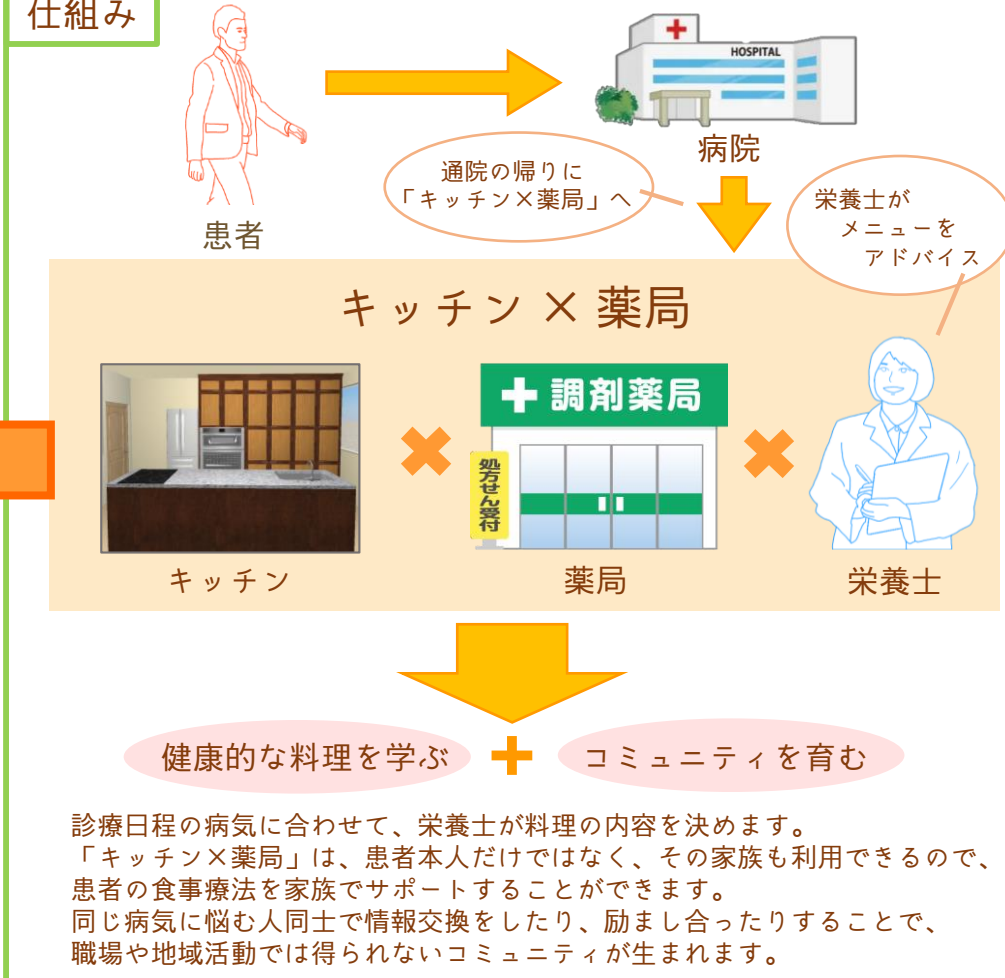 仕組み
HOSPITAL
病院
患者
通院の帰りに
「キッチン×薬局」へ
栄養士が
メニューを
アドバイス
キッチン × 薬局
調剤薬局
処方せん受付
キッチン
薬局
栄養士
健康的な料理を学ぶ
コミュニティを育む
診療日程の病気に合わせて、栄養士が料理の内容を決めます。
「キッチン×薬局」は、患者本人だけではなく、その家族も利用できるので、
患者の食事療法を家族でサポートすることができます。
同じ病気に悩む人同士で情報交換をしたり、励まし合ったりすることで、
職場や地域活動では得られないコミュニティが生まれます。